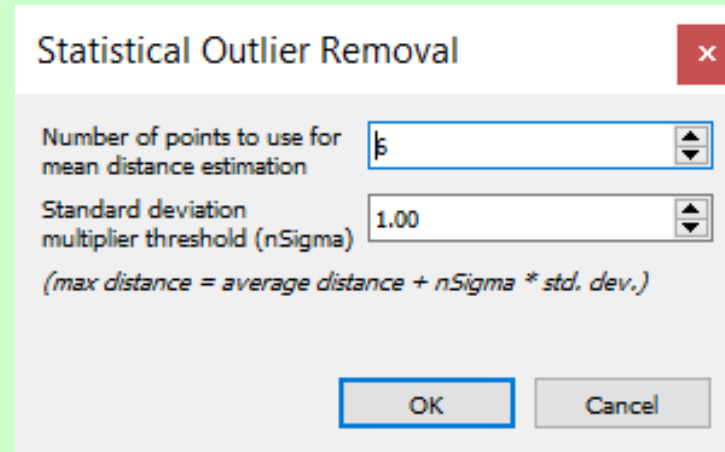 Statistical Outlier Removal
Number of points to use for
mean distance estimation
6
Standard deviation
multiplier threshold (nSigma)
1.00
(max distance = average distance + nSigma * std. dev.)
OK
Cancel